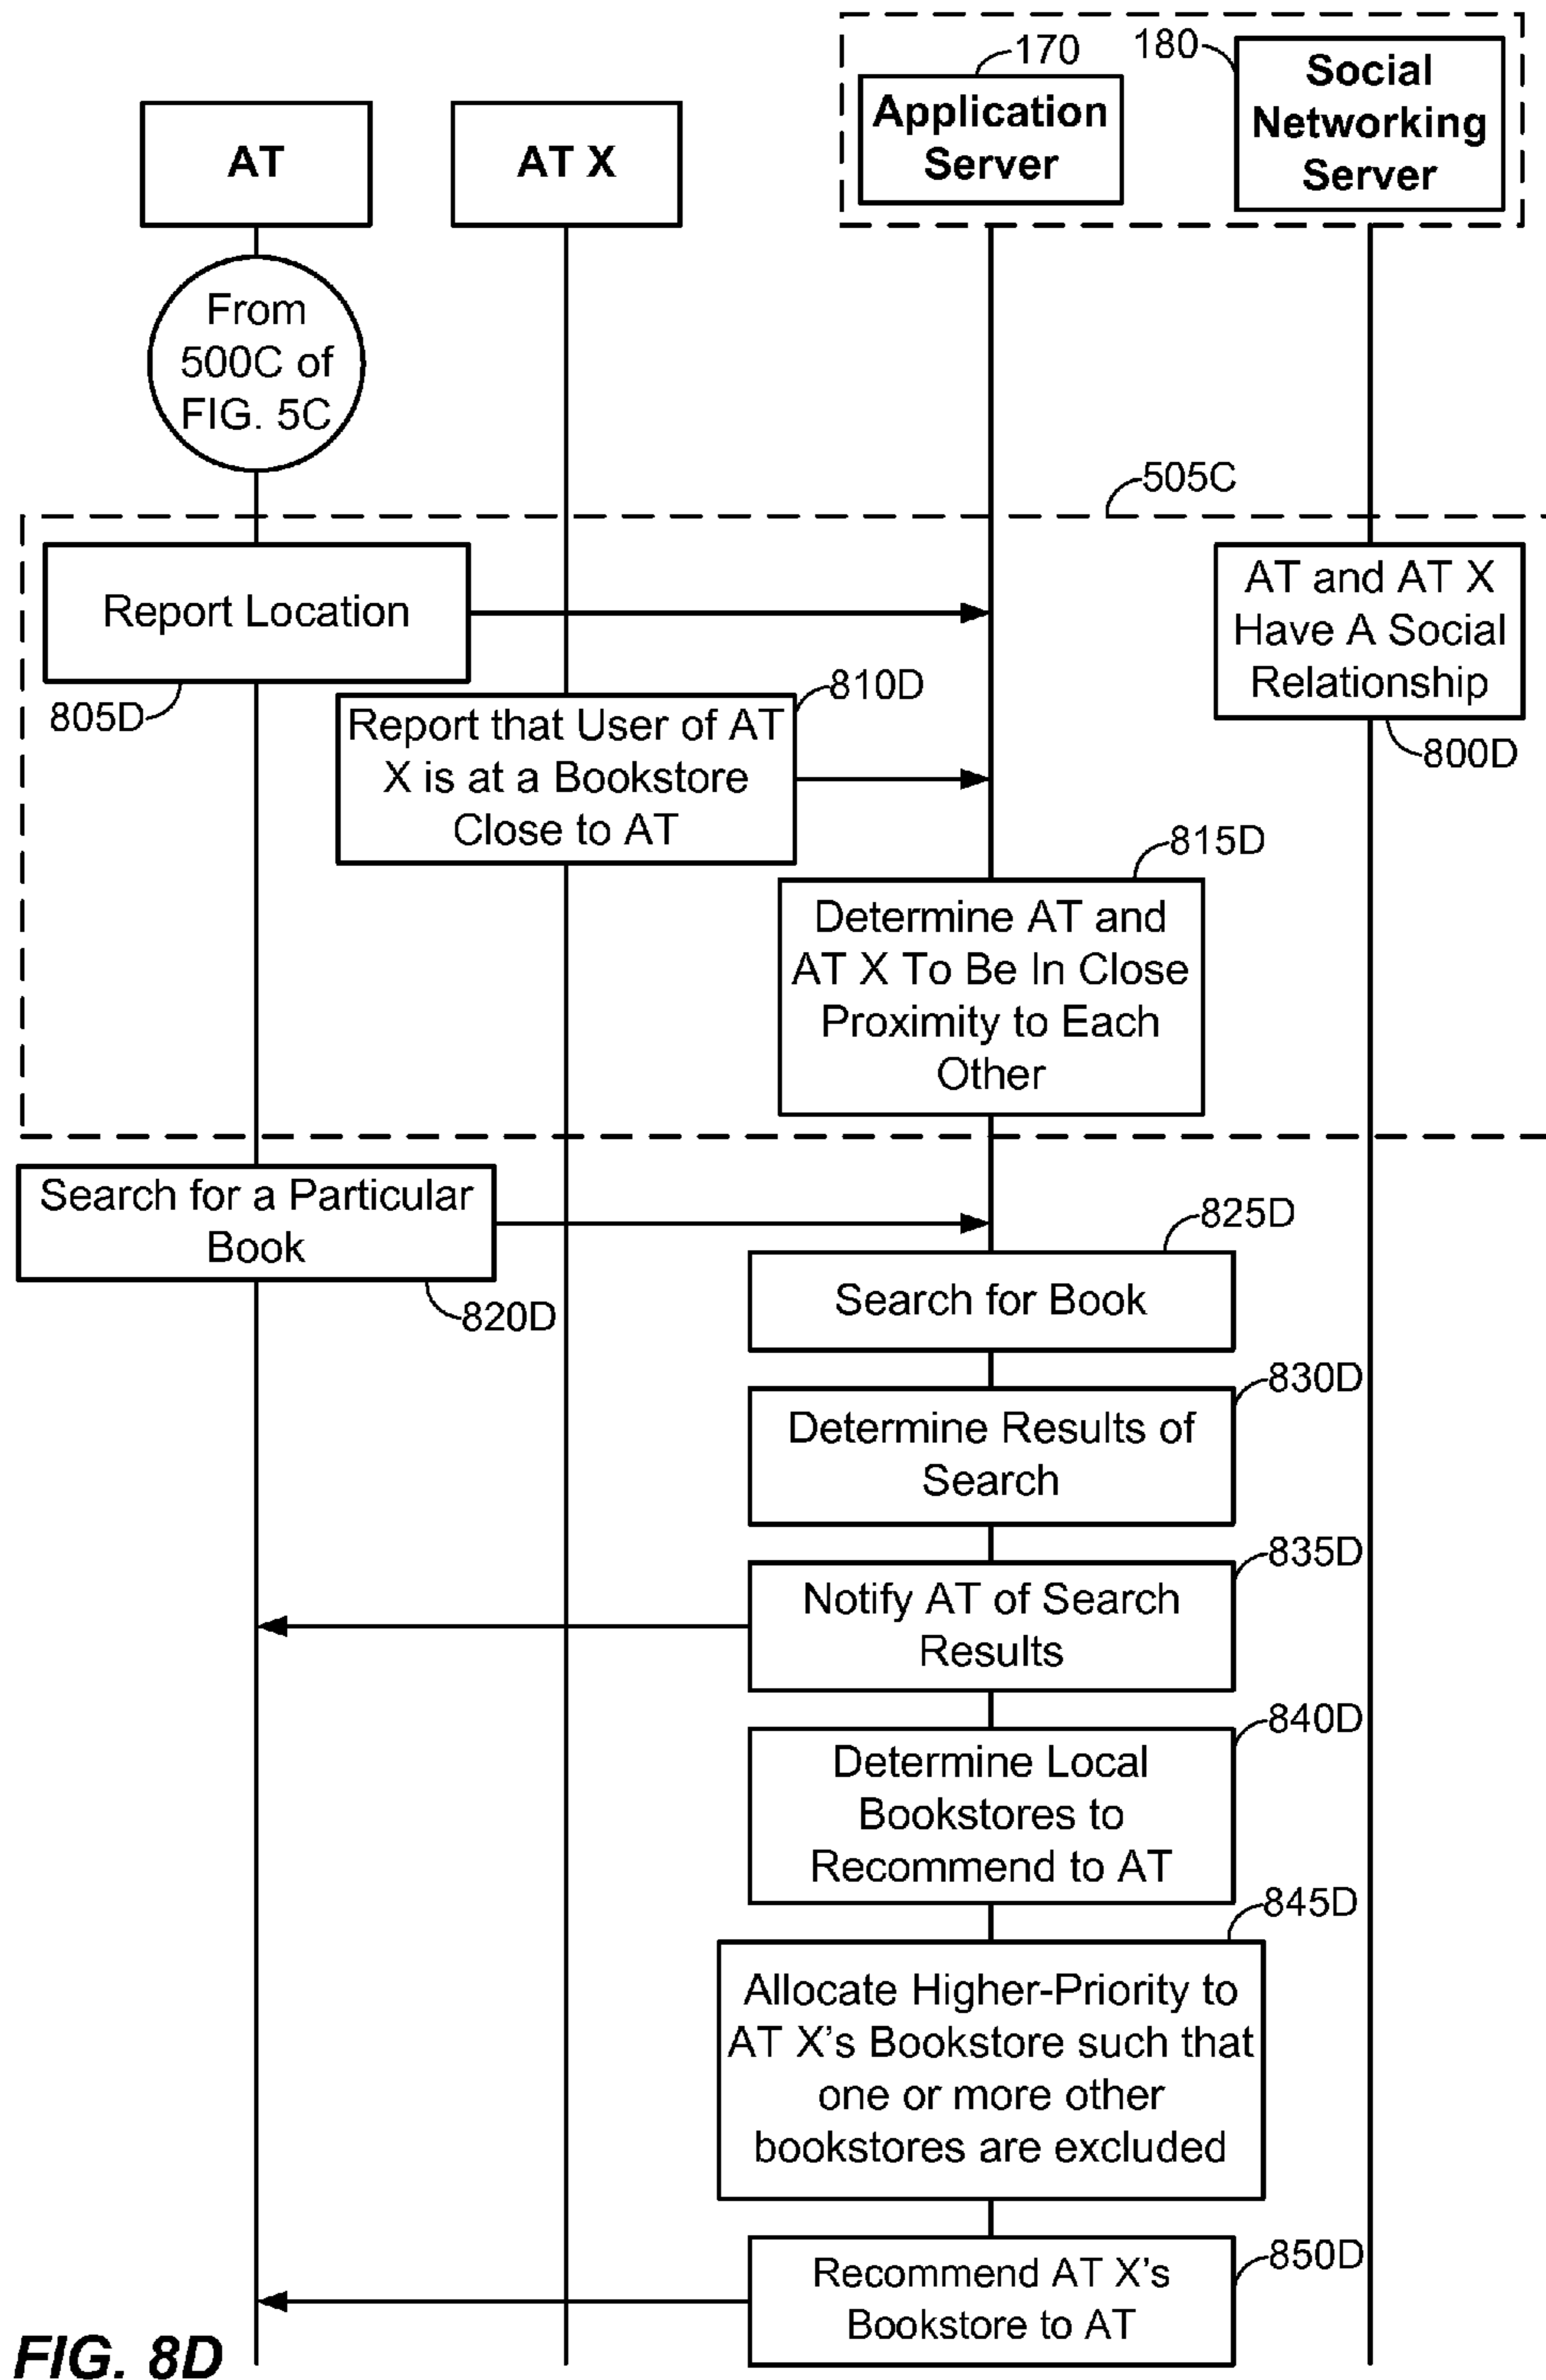 170
180
Application
Server
Social
Networking
Server
AT
AT X
From
500C of
FIG. 5C
505C
Report Location
805D
AT and AT X
Have A Social
Relationship
800D
810D
Report that User of AT
X is at a Bookstore
Close to AT
815D
Determine AT and
AT X To Be In Close
Proximity to Each
Other
Search for a Particular
Book
820D
825D
Search for Book
830D
Determine Results of
Search
835D
Notify AT of Search
Results
840D
Determine Local
Bookstores to
Recommend to AT
845D
Allocate Higher-Priority to
AT X's Bookstore such that
one or more other
bookstores are excluded
850D
Recommend AT X's
Bookstore to AT
FIG. 8D